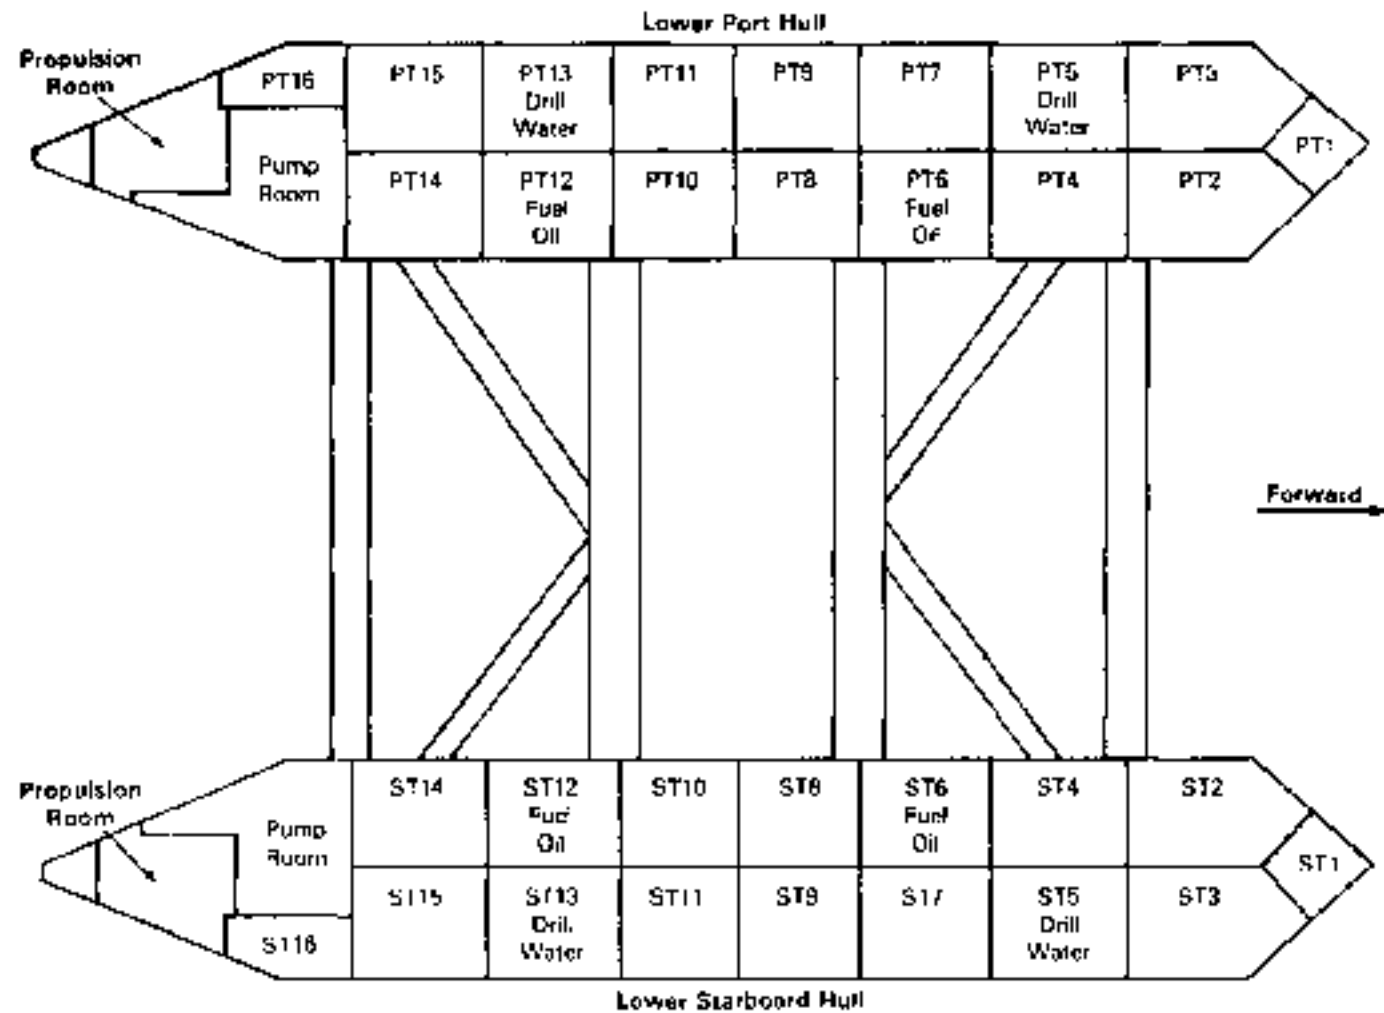 Lower Port Hull
Propulsion
Room
PT16
PT15
PT13
Drill
Water
PT11
PT9
PT7
PT5
Drill
Water
PT3
PT1
Pump
Room
PT14
PT12
Fuel
Oil
PT10
PT8
PT6
Fuel
Oil
PT4
PT2
Forward
Propulsion
Room
Pump
Room
ST14
ST12
Fuel
Oil
ST10
ST8
ST6
Fuel
Oil
ST4
ST2
ST1
ST16
ST15
ST13
Drill
Water
ST11
ST9
ST7
ST5
Drill
Water
ST3
Lower Starboard Hull